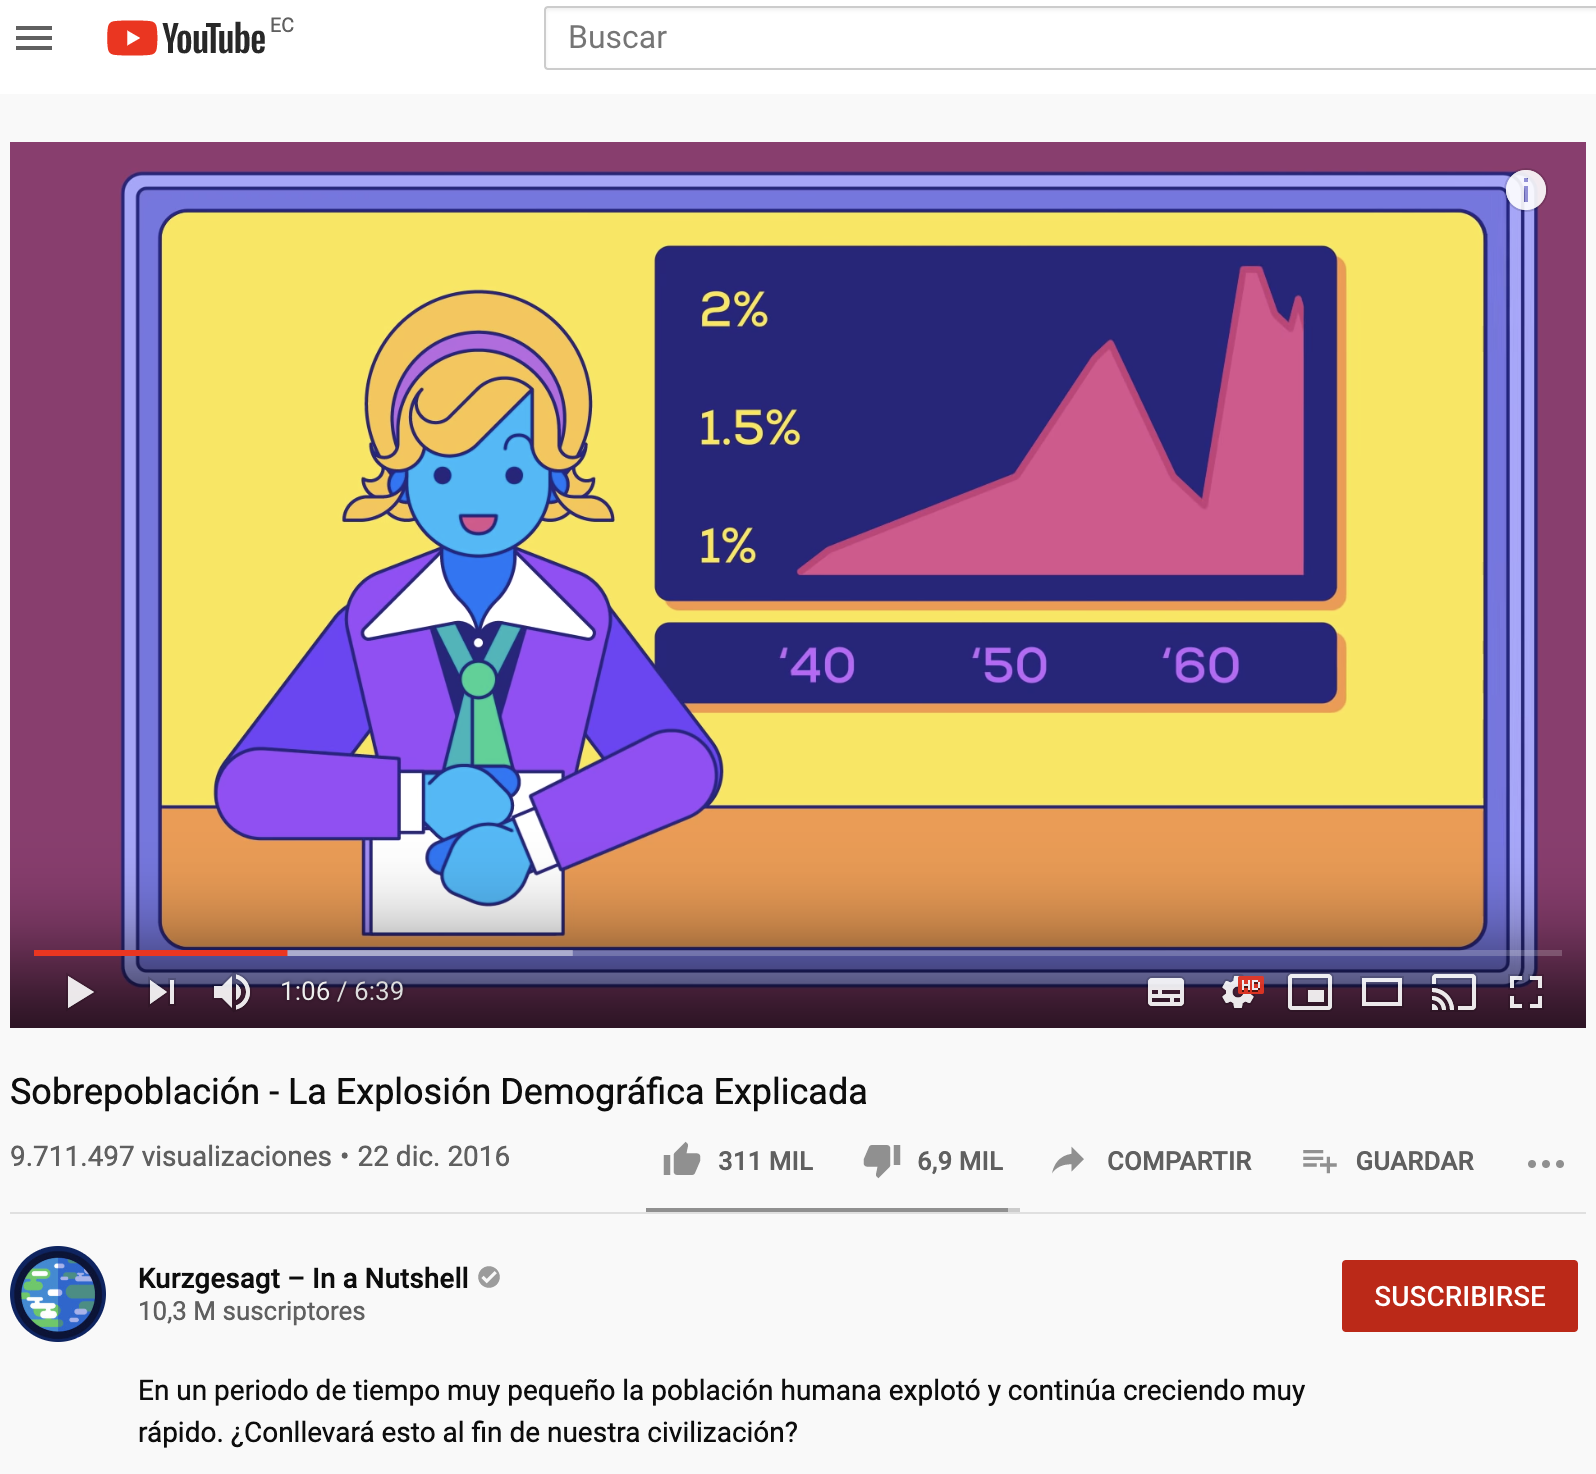 YouTube EC
Buscar
2%
1.5%
1%
‘40 ‘50 ‘60
HD
1:06 / 6:39
Sobrepoblación - La Explosión Demográfica Explicada
9.711.497 visualizaciones • 22 dic. 2016
311 MIL
6,9 MIL
COMPARTIR
GUARDAR
Kurzgesagt – In a Nutshell
10,3 M suscriptores
SUSCRIBIRSE
En un periodo de tiempo muy pequeño la población humana explotó y continúa creciendo muy
rápido. ¿Conllevará esto al fin de nuestra civilización?